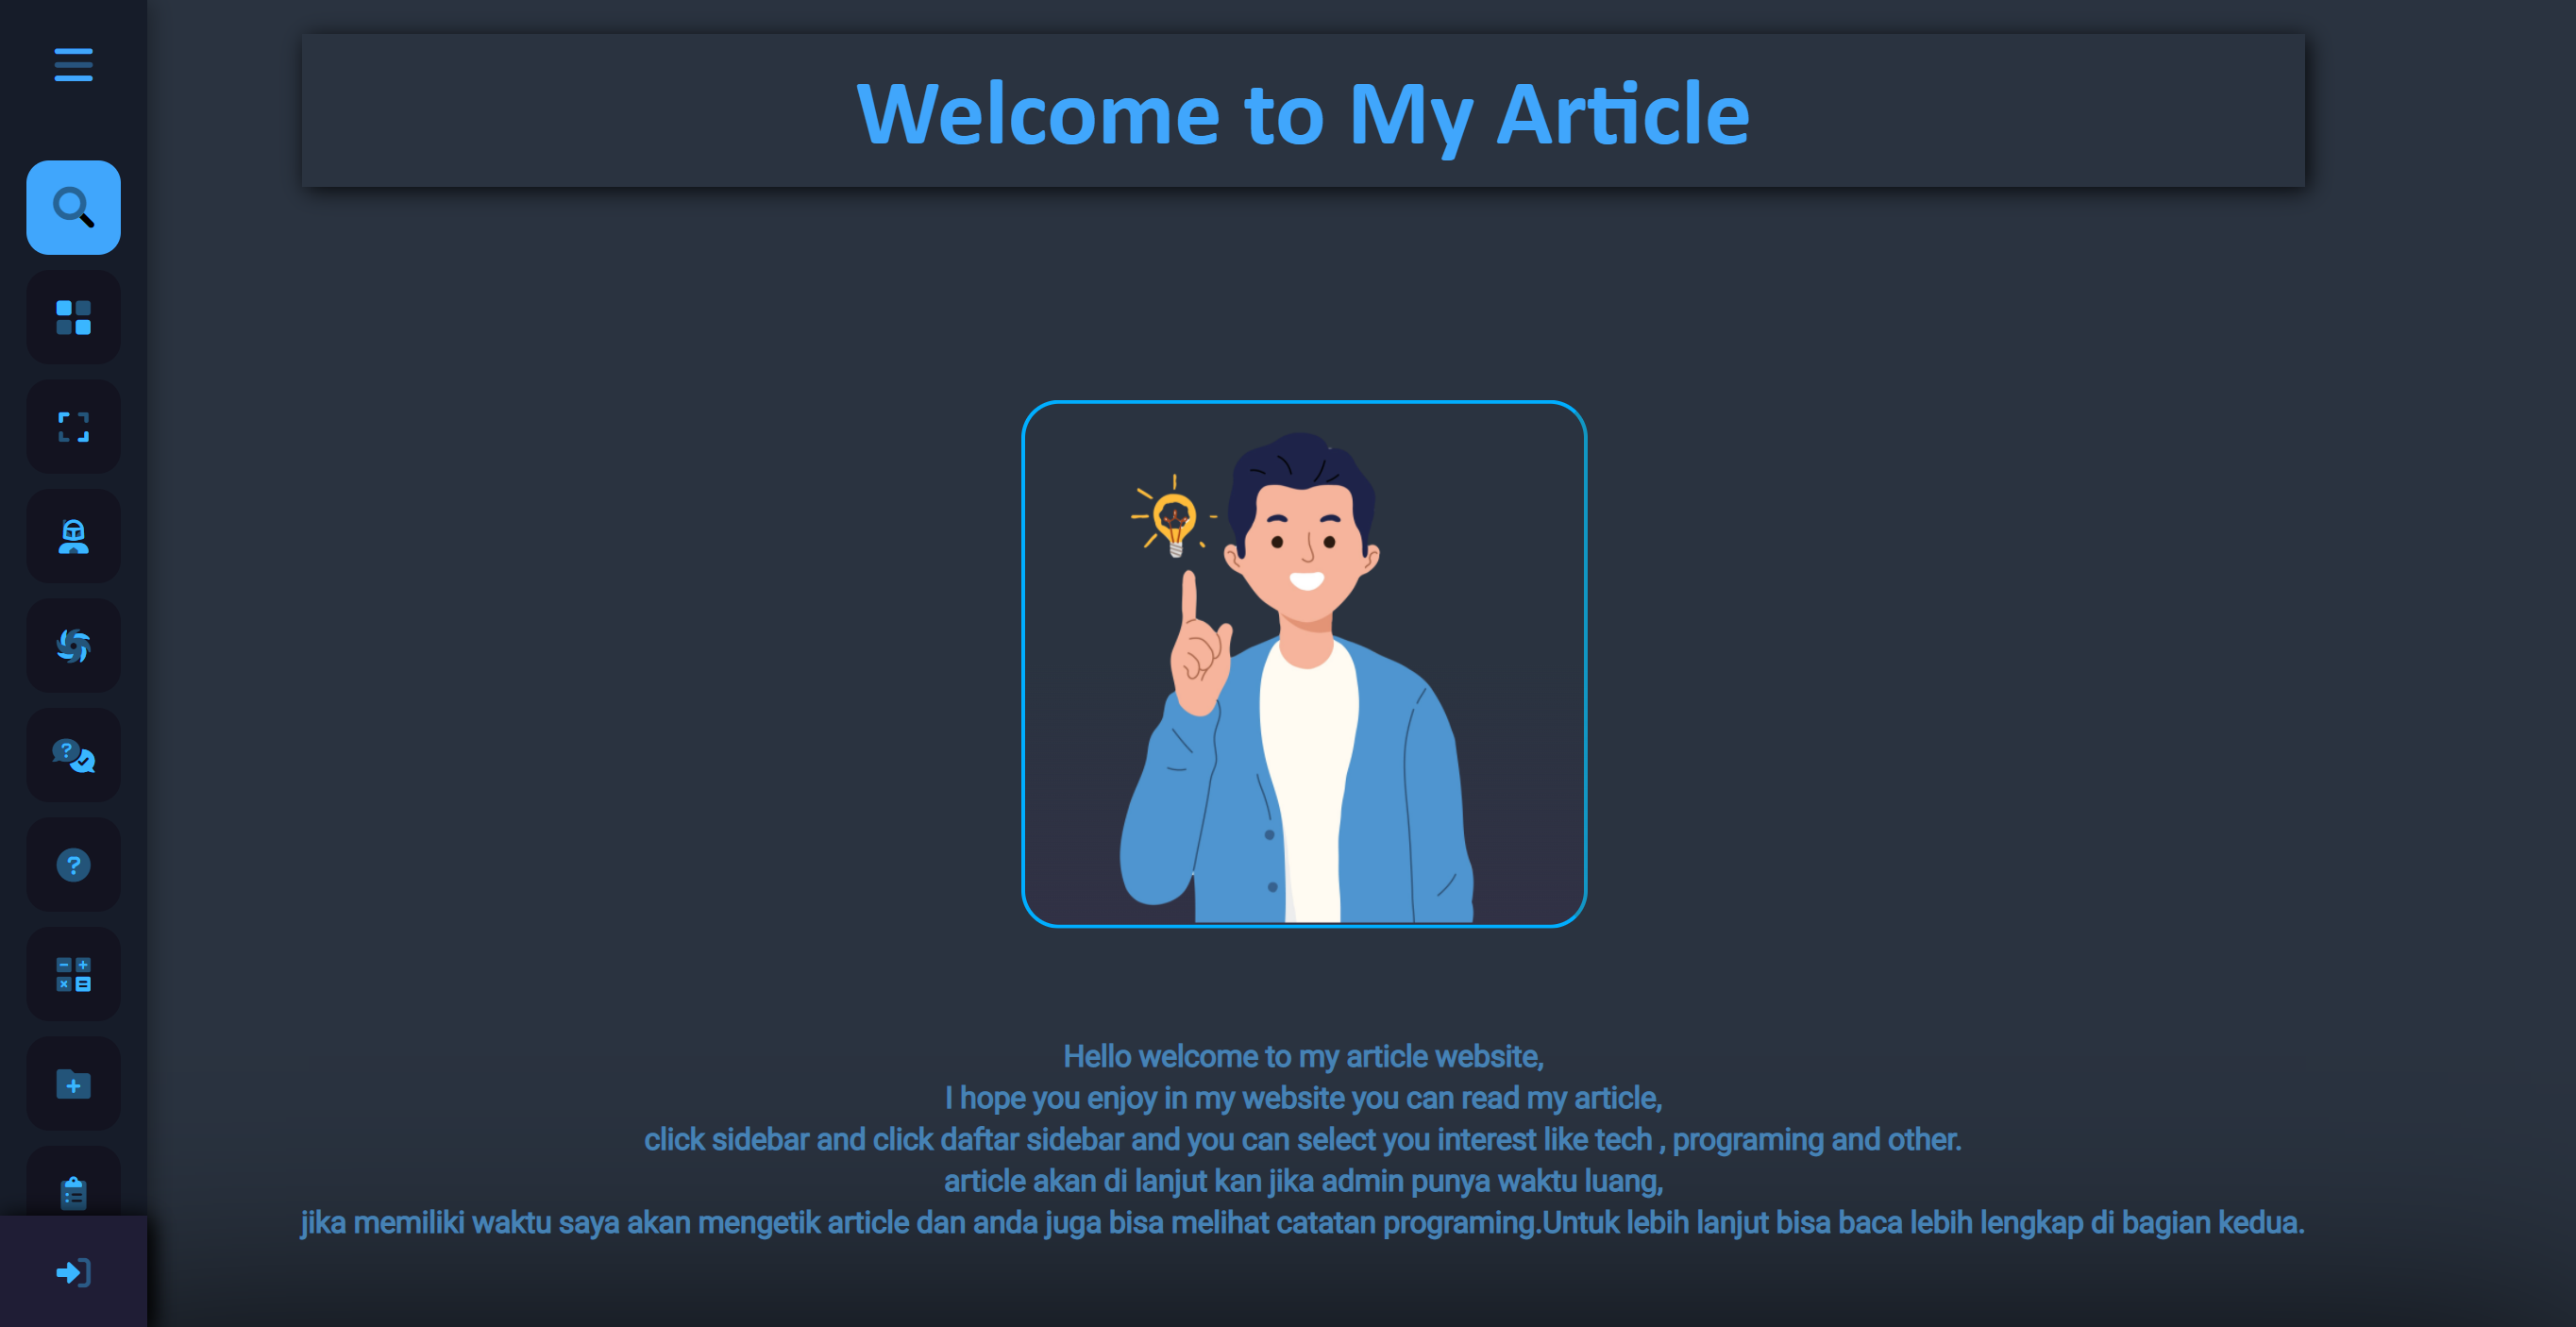 Welcome to My Article
Hello welcome to my article website,
I hope you enjoy in my website you can read my article,
click sidebar and click daftar sidebar and you can select you interest like tech , programing and other.
article akan di lanjut kan jika admin punya waktu luang,
jika memiliki waktu saya akan mengetik article dan anda juga bisa melihat catatan programing.Untuk lebih lanjut bisa baca lebih lengkap di bagian kedua.